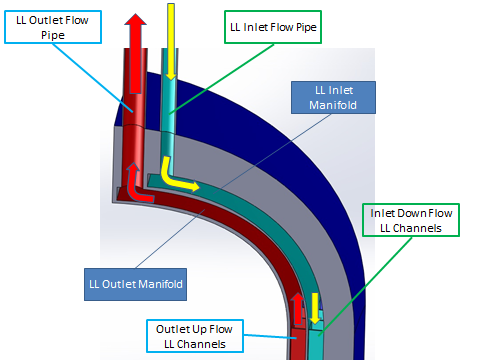 LL Outlet Flow
Pipe
LL Inlet Flow Pipe
LL Inlet
Manifold
Inlet Down Flow
LL Channels
LL Outlet Manifold
Outlet Up Flow
LL Channels